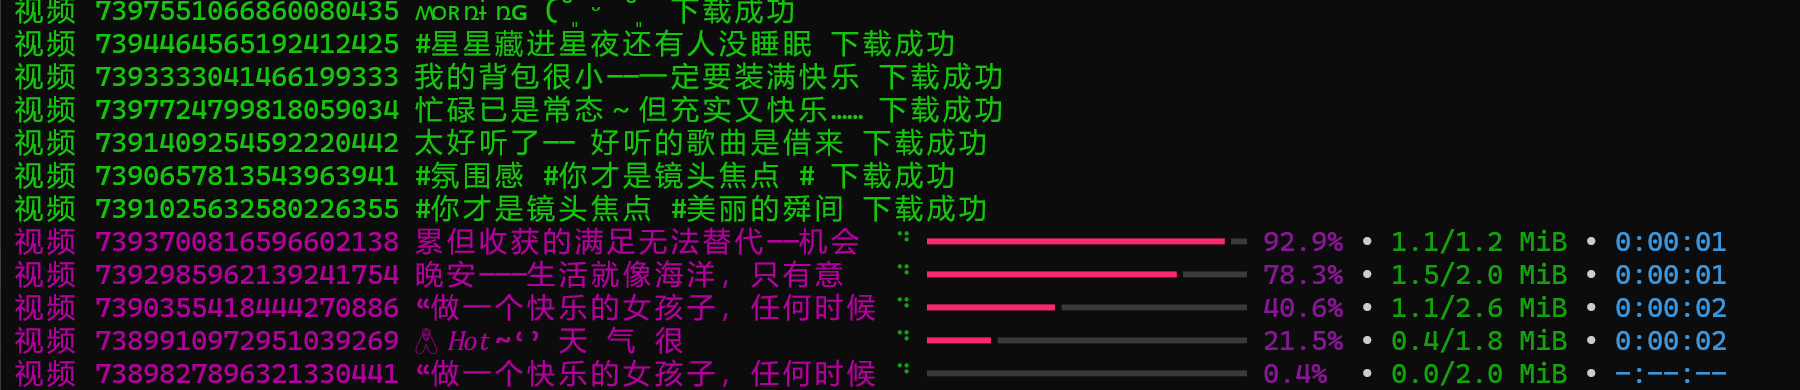 视频 7397551066860080435 ᴍᴏʀɴɪɴɢ ( ᵕ 下载成功
视频 7394464565192412425 #星星藏进星夜还有人没睡眠 下载成功
视频 7393333041466199333 我的背包很小——一定要装满快乐 下载成功
视频 7397724799818059034 忙碌已是常态~但充实又快乐…… 下载成功
视频 7391409254592220442 太好听了—— 好听的歌曲是借来 下载成功
视频 7390657813543963941 #氛围感 #你才是镜头焦点 # 下载成功
视频 7391025632580226355 #你才是镜头焦点 #美丽的舜间 下载成功
视频 7393700816596602138 累但收获的满足无法替代——机会 92.9% • 1.1/1.2 MiB • 0:00:01
视频 7392985962139241754 晚安———生活就像海洋，只有意 78.3% • 1.5/2.0 MiB • 0:00:01
视频 7390355418444270886 “做一个快乐的女孩子，任何时候 40.6% • 1.1/2.6 MiB • 0:00:02
视频 7389910972951039269 𝐻𝑜𝑡~‘’ 天 气 很 21.5% • 0.4/1.8 MiB • 0:00:02
视频 7389827896321330441 “做一个快乐的女孩子，任何时候 0.4% • 0.0/2.0 MiB • -:--:--